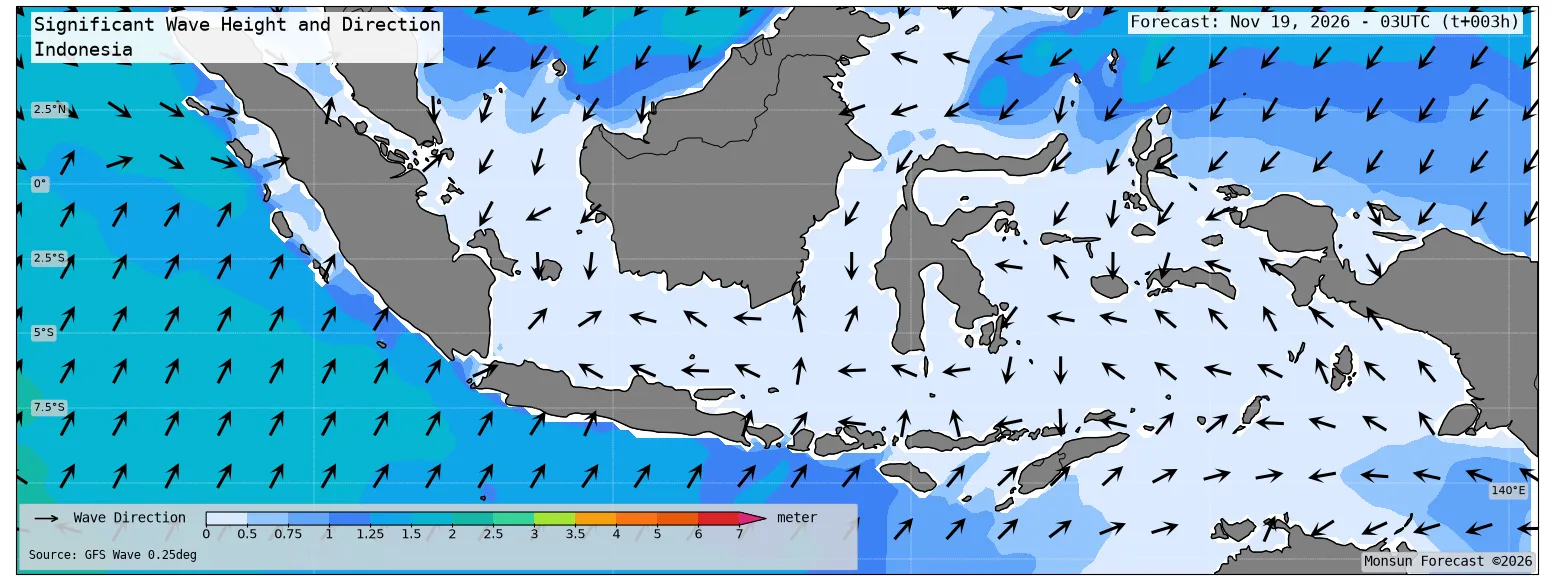 Significant Wave Height and Direction
Indonesia
Forecast: Nov 19, 2026 - 03UTC (t+003h)
2.5°N
0°
2.5°S
5°S
7.5°S
140°E
Wave Direction
0 0.5 0.75 1 1.25 1.5 2 2.5 3 3.5 4 5 6 7
meter
Source: GFS Wave 0.25deg
Monsun Forecast ©2026